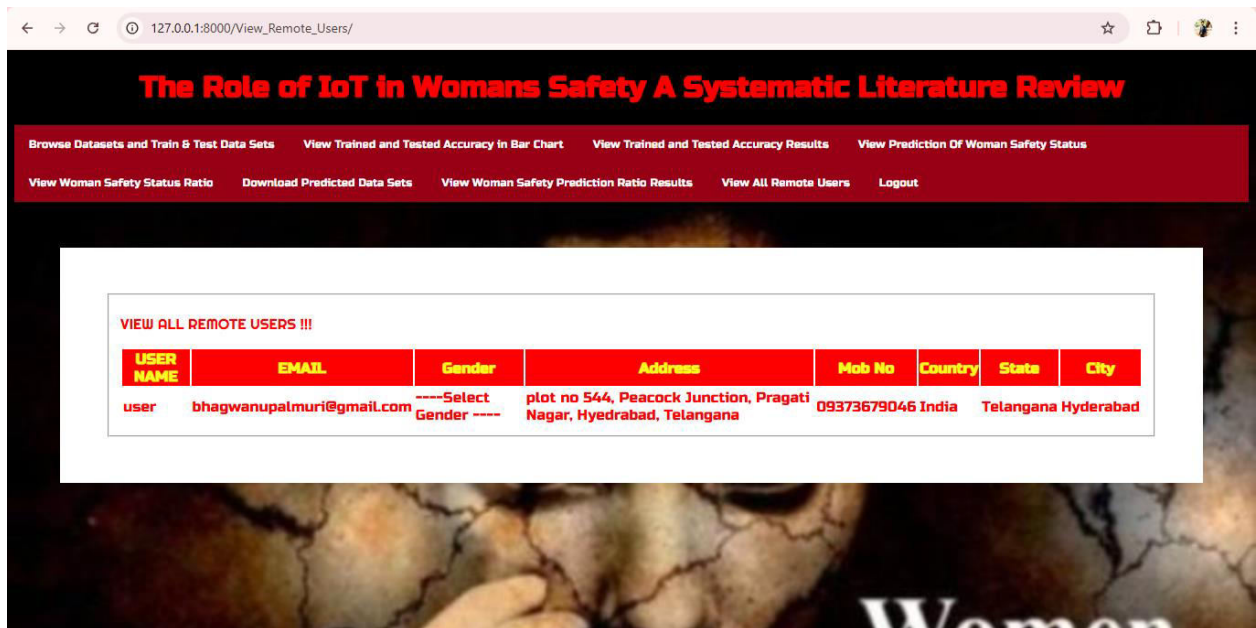 127.0.0.1:8000/View_Remote_Users/
The Role of IoT in Womans Safety A Systematic Literature Review
Browse Datasets and Train & Test Data Sets View Trained and Tested Accuracy in Bar Chart View Trained and Tested Accuracy Results View Prediction Of Woman Safety Status
View Woman Safety Status Ratio Download Predicted Data Sets View Woman Safety Prediction Ratio Results View All Remote Users Logout
VIEW ALL REMOTE USERS !!!
USER NAME EMAIL Gender Address Mob No Country State City
user bhagwanupalmuri@gmail.com ----Select Gender ---- plot no 544, Peacock Junction, Pragati Nagar, Hyedrabad, Telangana 09373679046 India Telangana Hyderabad
Women